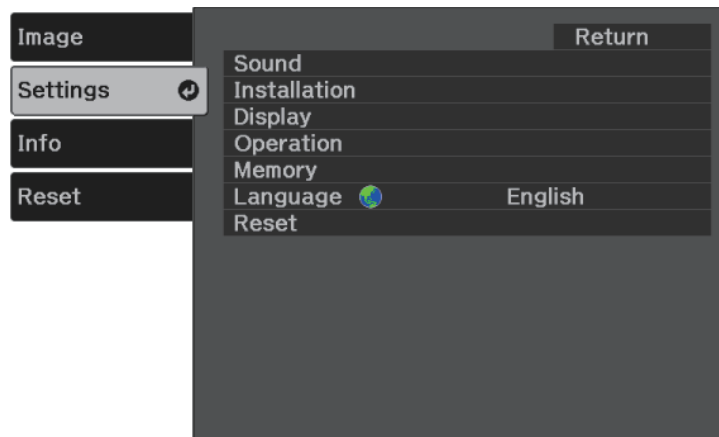 Image
Settings
Info
Reset
Return
Sound
Installation
Display
Operation
Memory
Language English
Reset